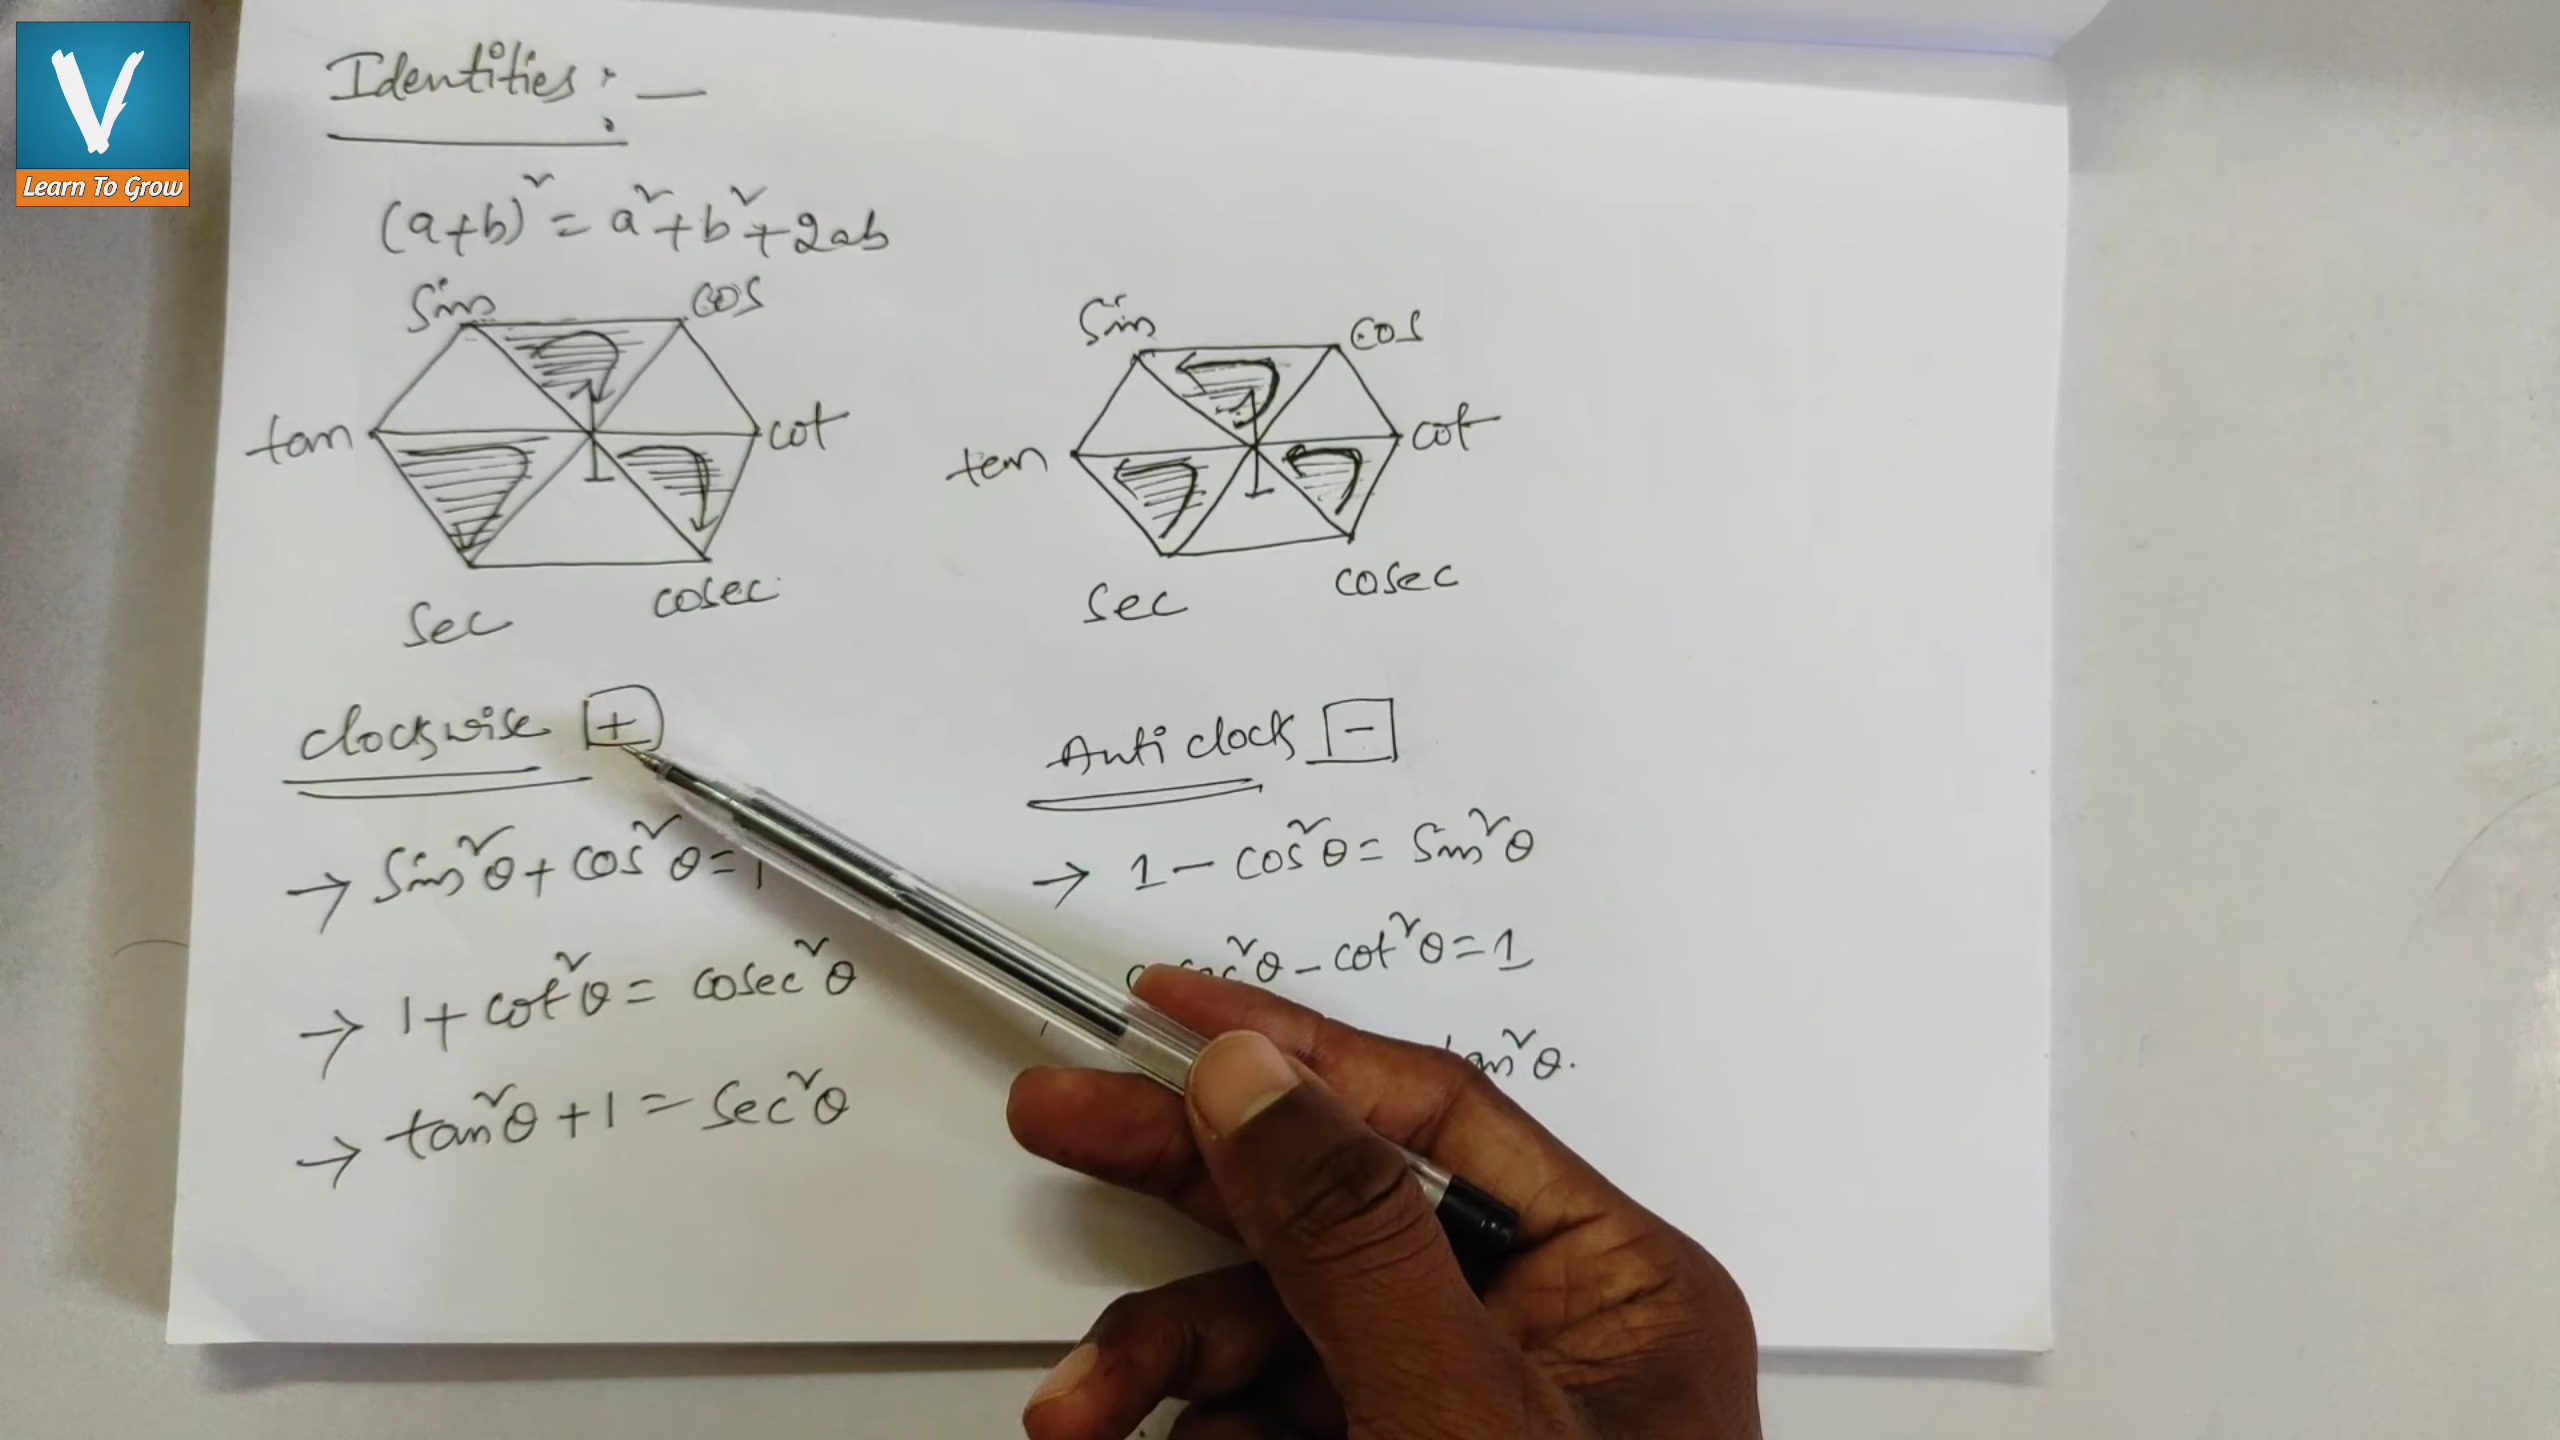 V
Learn To Grow
Identities :—
(a+b)² = a²+b²+2ab
sin cos
tan 1 cot
sec cosec
sin cos
tan 1 cot
sec cosec
clockwise +
→ sin²θ + cos²θ = 1
→ 1 + cot²θ = cosec²θ
→ tan²θ + 1 = sec²θ
Anti clock −
→ 1 − cos²θ = sin²θ
θ − cot²θ = 1
tan²θ.